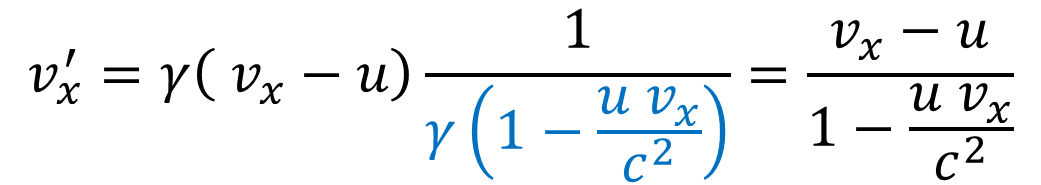 v′ₓ = γ( vₓ − u) 1 / γ(1 − u vₓ / c²) = (vₓ − u) / (1 − u vₓ / c²)